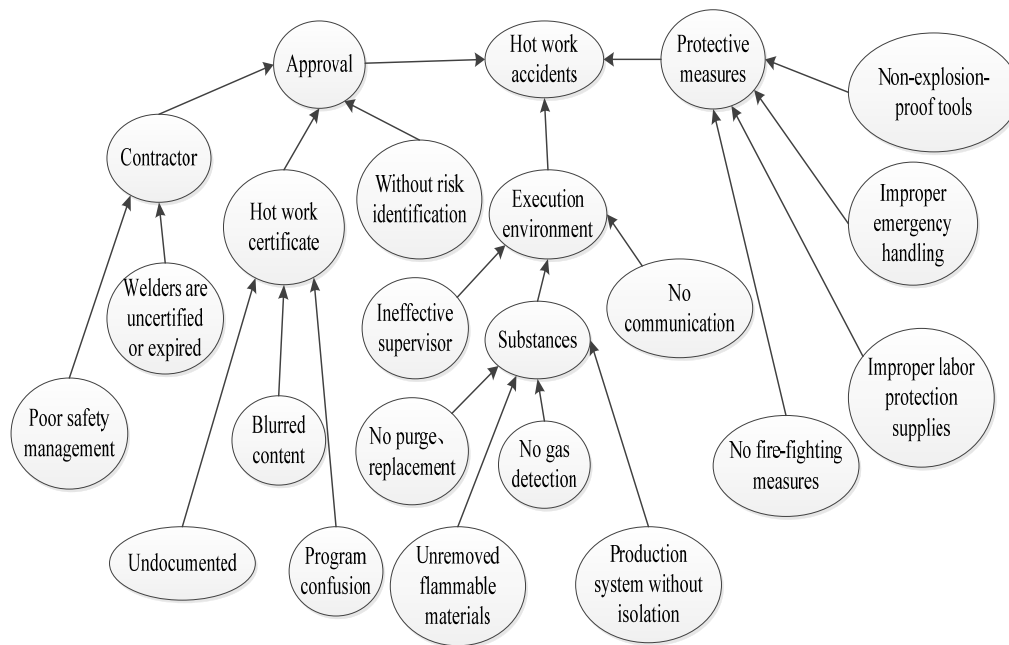 Approval
Hot work
accidents
Protective
measures
Non-explosion-
proof tools
Contractor
Hot work
certificate
Without risk
identification
Execution
environment
Improper
emergency
handling
Welders are
uncertified
or expired
Ineffective
supervisor
Substances
No
communication
Improper labor
protection
supplies
Poor safety
management
Blurred
content
No purge、
replacement
No gas
detection
No fire-fighting
measures
Undocumented
Program
confusion
Unremoved
flammable
materials
Production
system without
isolation